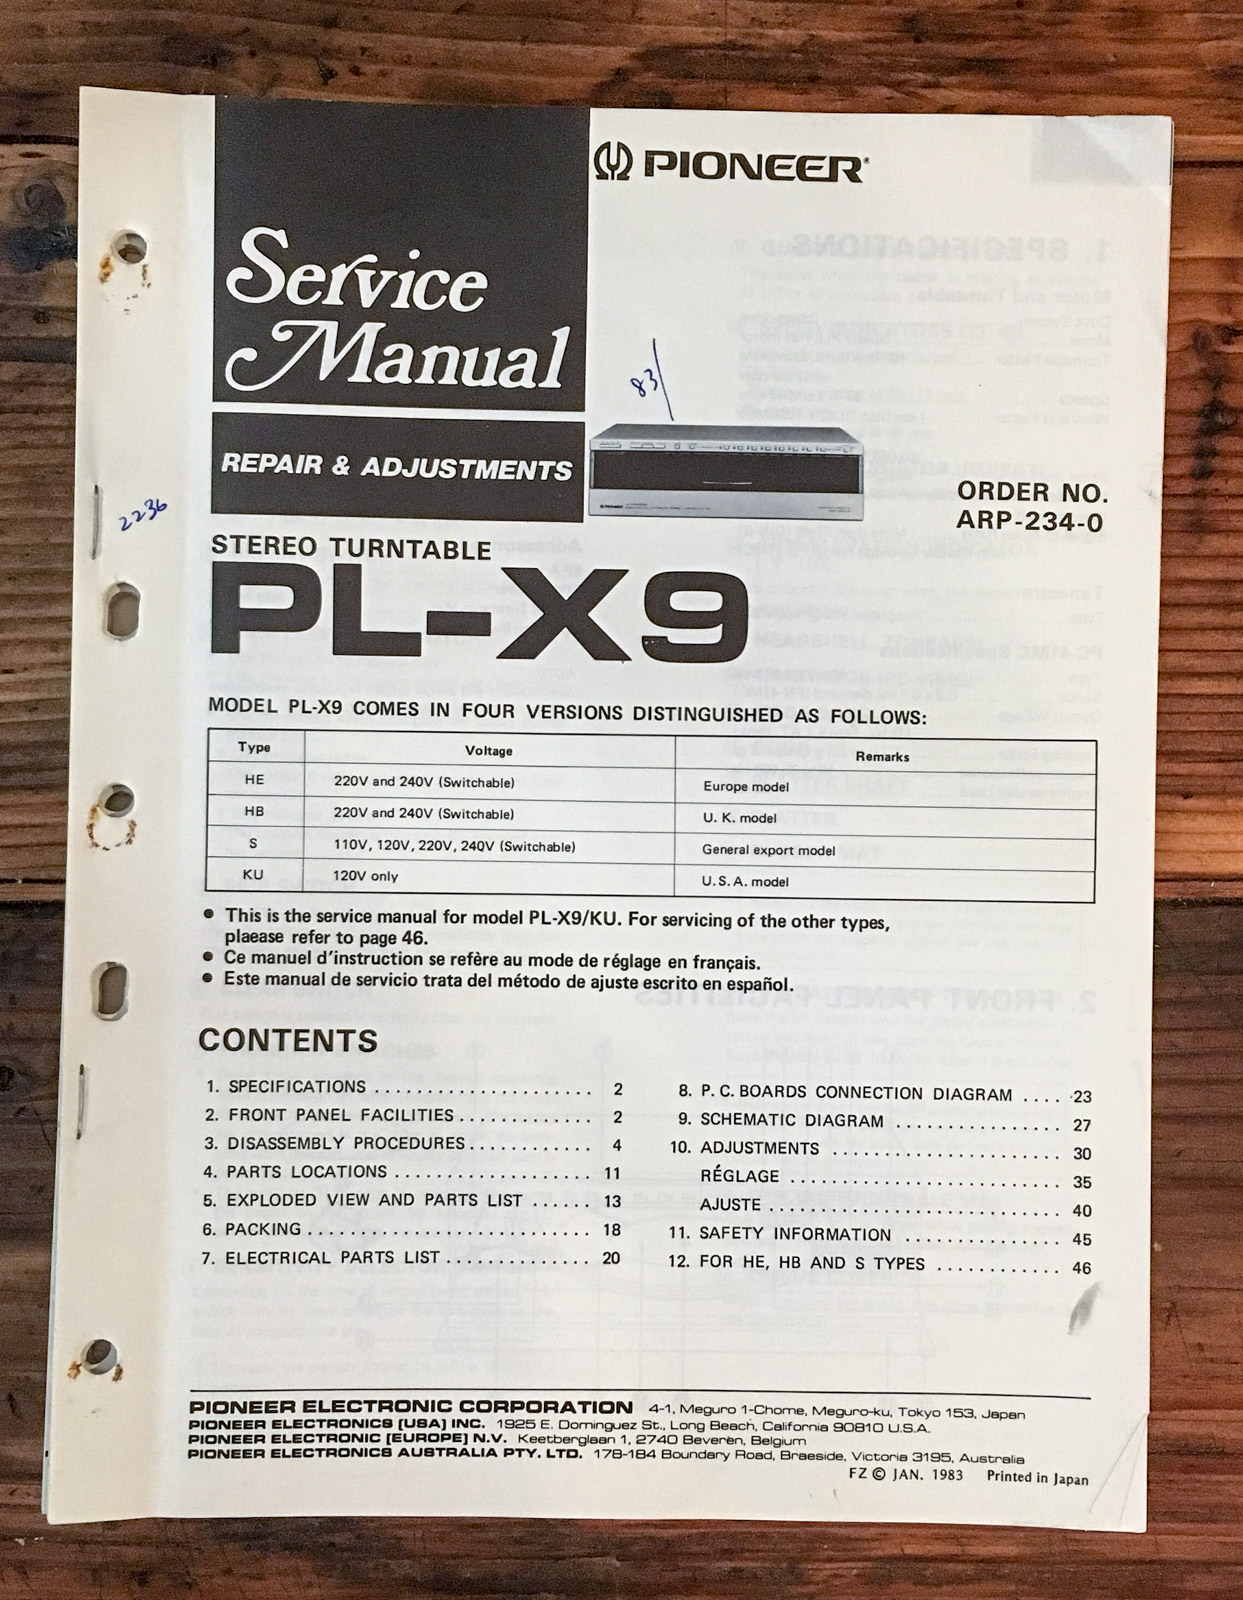 Service
Manual
PIONEER
REPAIR & ADJUSTMENTS
83/
2236
ORDER NO.
ARP-234-0
STEREO TURNTABLE
PL-X9
MODEL PL-X9 COMES IN FOUR VERSIONS DISTINGUISHED AS FOLLOWS:
Type Voltage Remarks
HE 220V and 240V (Switchable) Europe model
HB 220V and 240V (Switchable) U. K. model
S 110V, 120V, 220V, 240V (Switchable) General export model
KU 120V only U.S.A. model
● This is the service manual for model PL-X9/KU. For servicing of the other types,
plaease refer to page 46.
● Ce manuel d'instruction se refère au mode de réglage en français.
● Este manual de servicio trata del método de ajuste escrito en español.
CONTENTS
1. SPECIFICATIONS ..................... 2
2. FRONT PANEL FACILITIES ............. 2
3. DISASSEMBLY PROCEDURES ............ 4
4. PARTS LOCATIONS ................... 11
5. EXPLODED VIEW AND PARTS LIST ...... 13
6. PACKING ........................... 18
7. ELECTRICAL PARTS LIST .............. 20
8. P. C. BOARDS CONNECTION DIAGRAM .... 23
9. SCHEMATIC DIAGRAM ................ 27
10. ADJUSTMENTS ...................... 30
RÉGLAGE .......................... 35
AJUSTE ............................ 40
11. SAFETY INFORMATION ............... 45
12. FOR HE, HB AND S TYPES ............ 46
PIONEER ELECTRONIC CORPORATION 4-1, Meguro 1-Chome, Meguro-ku, Tokyo 153, Japan
PIONEER ELECTRONICS [USA] INC. 1925 E. Dominguez St., Long Beach, California 90810 U.S.A.
PIONEER ELECTRONIC [EUROPE] N.V. Keetberglaan 1, 2740 Beveren, Belgium
PIONEER ELECTRONICS AUSTRALIA PTY. LTD. 178-184 Boundary Road, Braeside, Victoria 3195, Australia
FZ © JAN. 1983 Printed in Japan